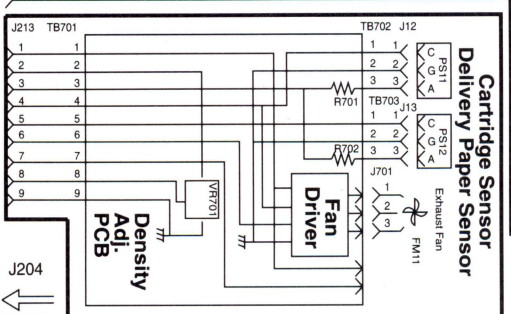 J213 TB701
1 1
2 2
3 3
4 4
5 5
6 6
7 7
8 8
9 9
TB702 J12
1 1 C
2 2 G
3 3 A
PS11
R701
TB703 J13
1 1 C
2 2 G
3 3 A
PS12
R702
J701
1
2
3
Exhaust Fan
FM11
Fan
Driver
VR701
Density
Adj.
PCB
Cartridge Sensor
Delivery Paper Sensor
J204